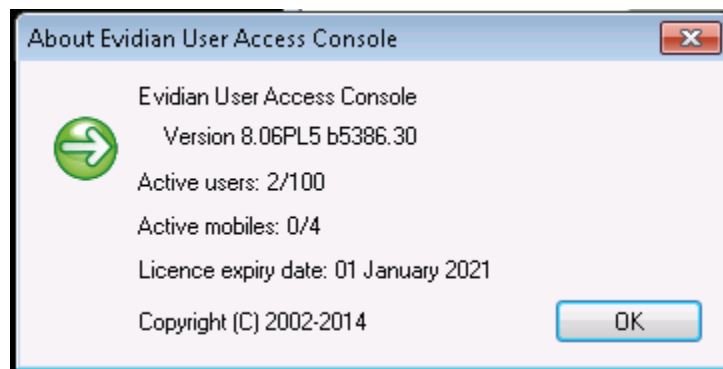 About Evidian User Access Console
Evidian User Access Console
Version 8.06PL5 b5386.30
Active users: 2/100
Active mobiles: 0/4
Licence expiry date: 01 January 2021
Copyright (C) 2002-2014
OK